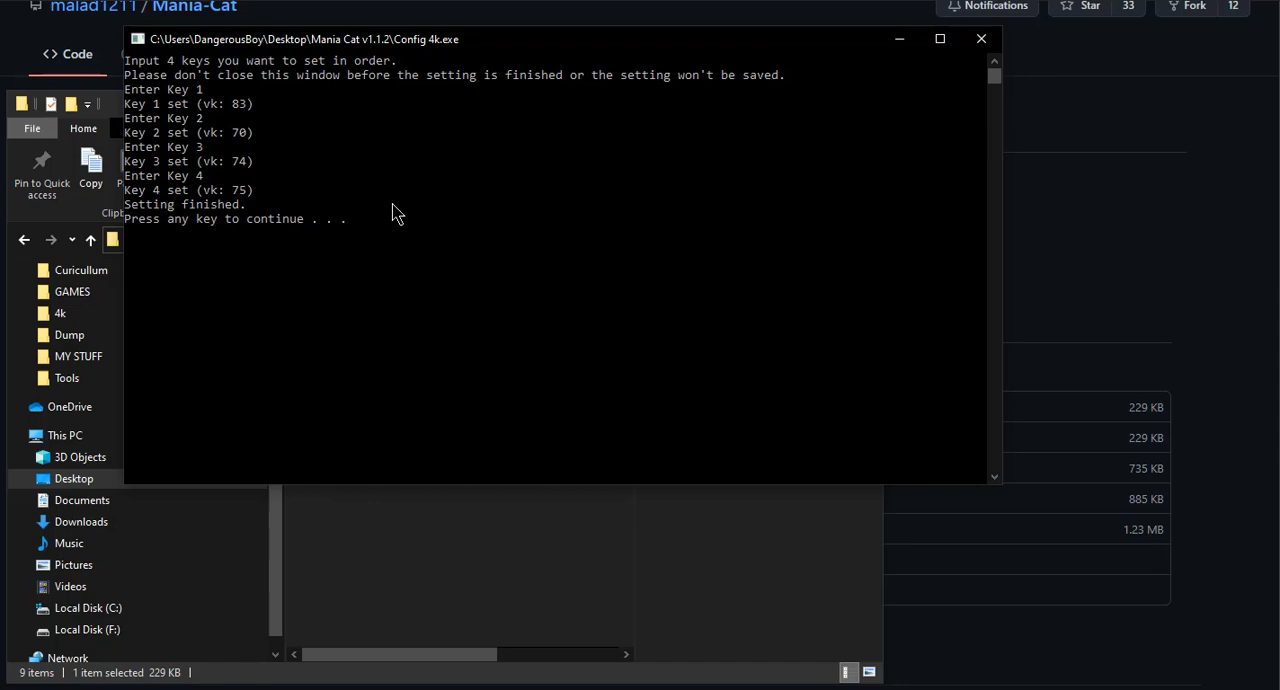 malad1211 / Mania-Cat
Notifications
Star 33
Fork 12
<> Code
C:\Users\DangerousBoy\Desktop\Mania Cat v1.1.2\Config 4k.exe
Input 4 keys you want to set in order.
Please don't close this window before the setting is finished or the setting won't be saved.
Enter Key 1
Key 1 set (vk: 83)
Enter Key 2
Key 2 set (vk: 70)
Enter Key 3
Key 3 set (vk: 74)
Enter Key 4
Key 4 set (vk: 75)
Setting finished.
Press any key to continue . . .
File
Home
Pin to Quick
access
Copy
P
Clipb
Curicullum
GAMES
4k
Dump
MY STUFF
Tools
OneDrive
This PC
3D Objects
Desktop
Documents
Downloads
Music
Pictures
Videos
Local Disk (C:)
Local Disk (F:)
Network
9 items
1 item selected 229 KB
229 KB
229 KB
735 KB
885 KB
1.23 MB